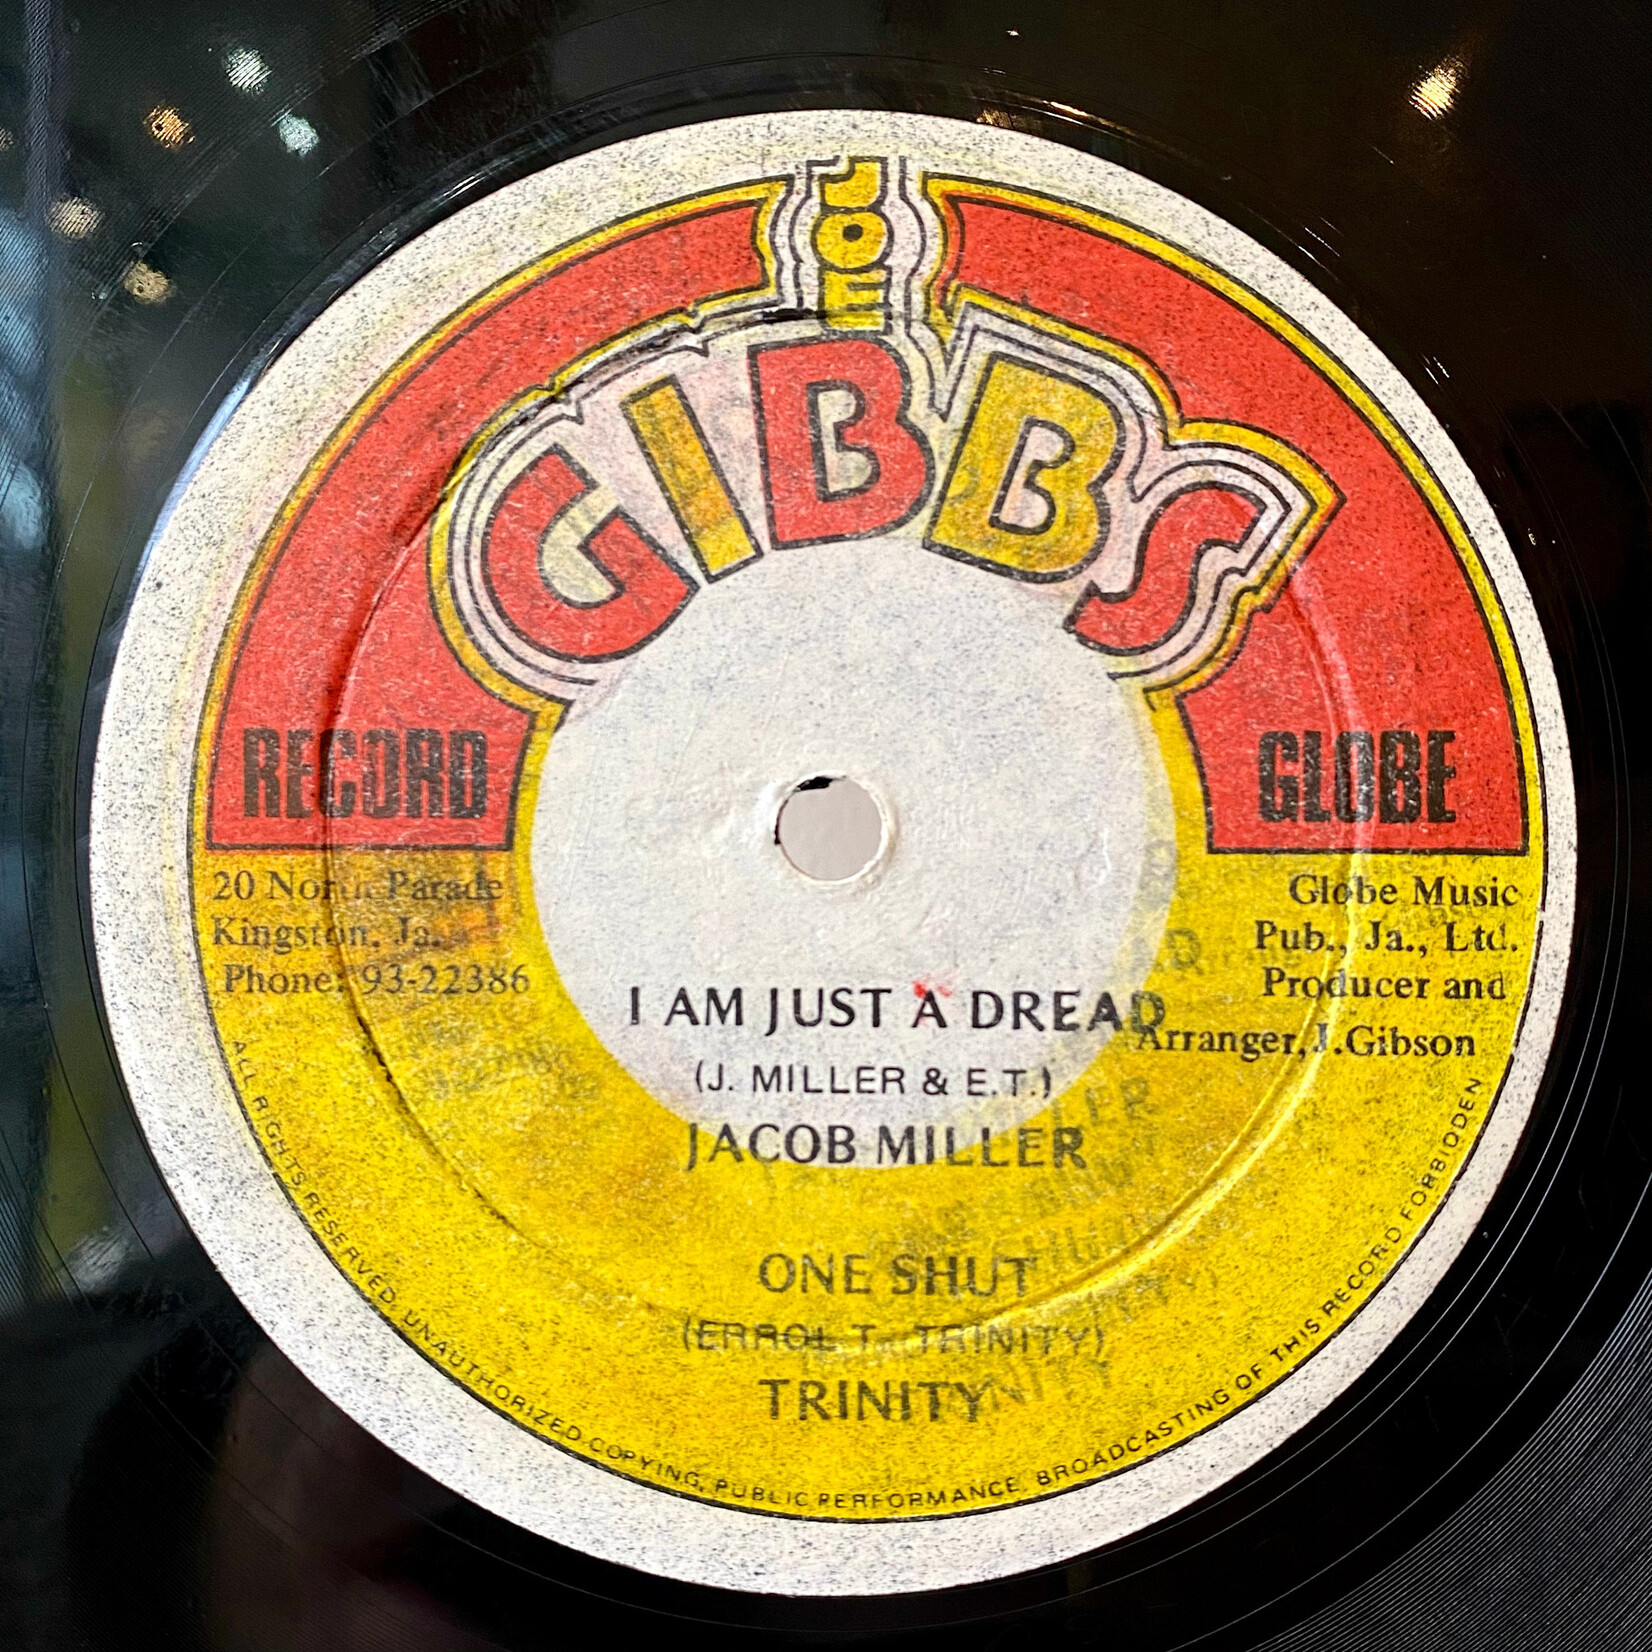 JOE
GIBBS
RECORD
GLOBE
20 North Parade
Kingston, Ja.
Phone: 93-22386
Globe Music
Pub., Ja., Ltd.
Producer and
Arranger, J.Gibson
I AM JUST A DREAD
(J. MILLER & E.T.)
JACOB MILLER
ONE SHUT
(ERROL T. TRINITY)
TRINITY
ALL RIGHTS RESERVED. UNAUTHORIZED COPYING, PUBLIC PERFORMANCE, BROADCASTING OF THIS RECORD FORBIDDEN